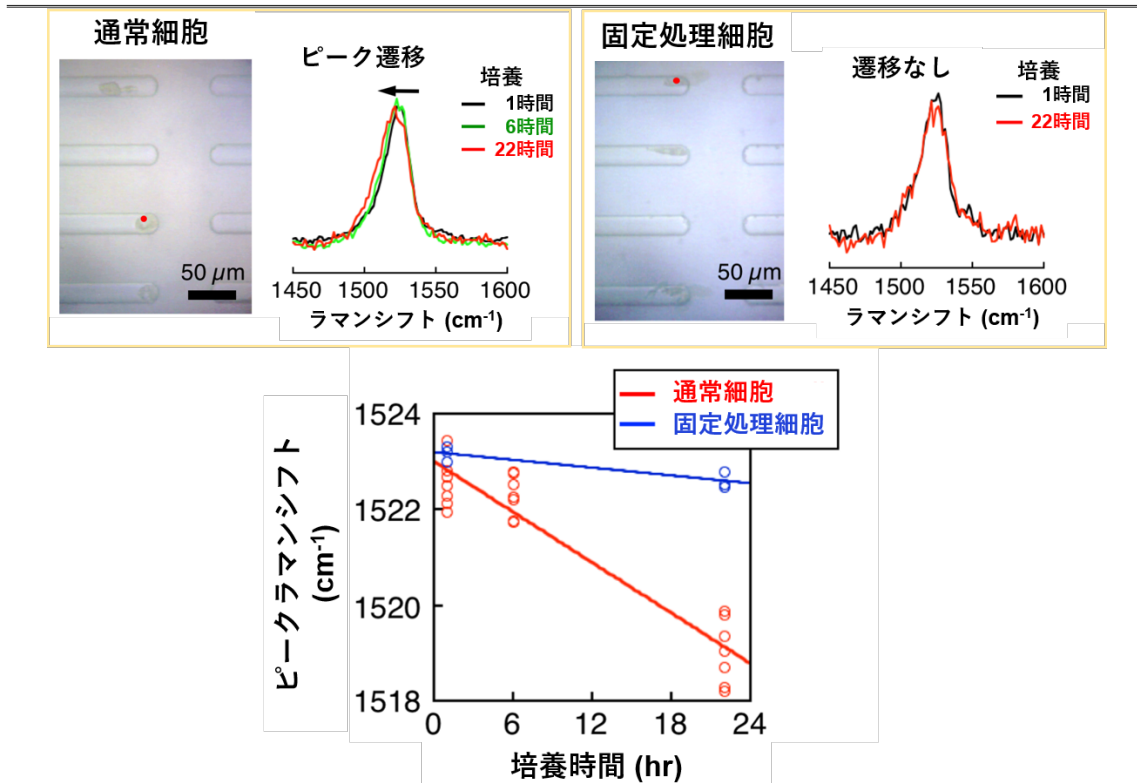 通常細胞
ピーク遷移
培養
1時間
6時間
22時間
50 µm
1450 1500 1550 1600
ラマンシフト (cm-1)
固定処理細胞
遷移なし
培養
1時間
22時間
50 µm
1450 1500 1550 1600
ラマンシフト (cm-1)
通常細胞
固定処理細胞
ピークラマンシフト
(cm-1)
1524
1522
1520
1518
0 6 12 18 24
培養時間 (hr)